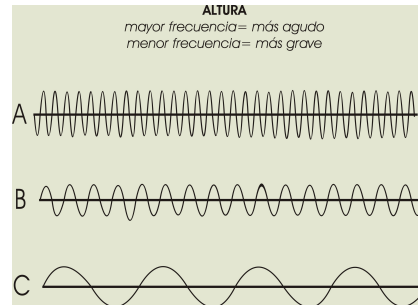 ALTURA
mayor frecuencia= más agudo
menor frecuencia= más grave
A
B
C